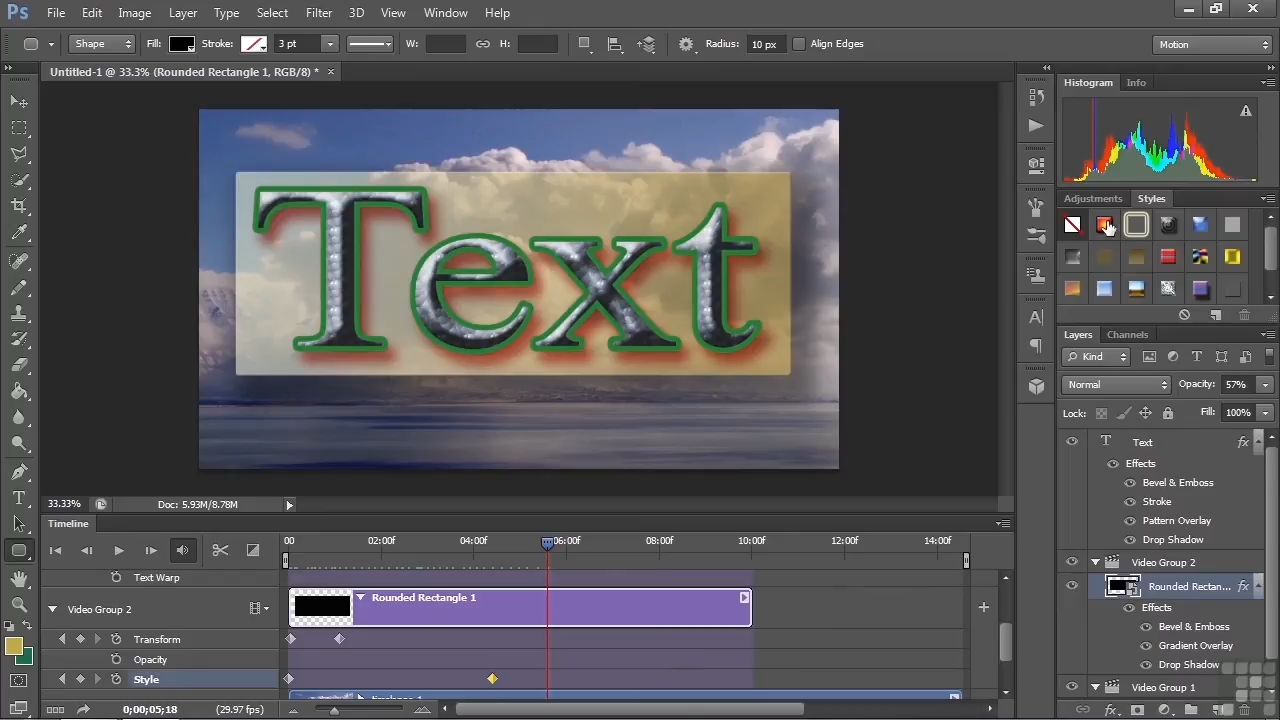 Ps File Edit Image Layer Type Select Filter 3D View Window Help
Shape Fill: Stroke: 3 pt W: H: Radius: 10 px Align Edges Motion
Untitled-1 @ 33.3% (Rounded Rectangle 1, RGB/8) * ×
Histogram Info
Text
Adjustments Styles
Layers Channels
Kind
Normal Opacity: 57%
Lock: Fill: 100%
T Text fx
Effects
Bevel & Emboss
Stroke
Pattern Overlay
Drop Shadow
Video Group 2
Rounded Rectan... fx
Effects
Bevel & Emboss
Gradient Overlay
Drop Shadow
Video Group 1
33.33% Doc: 5.93M/8.78M
Timeline
00 02:00f 04:00f 06:00f 08:00f 10:00f 12:00f 14:00f
Text Warp
Video Group 2 Rounded Rectangle 1
Transform
Opacity
Style
0;00;05;18 (29.97 fps)